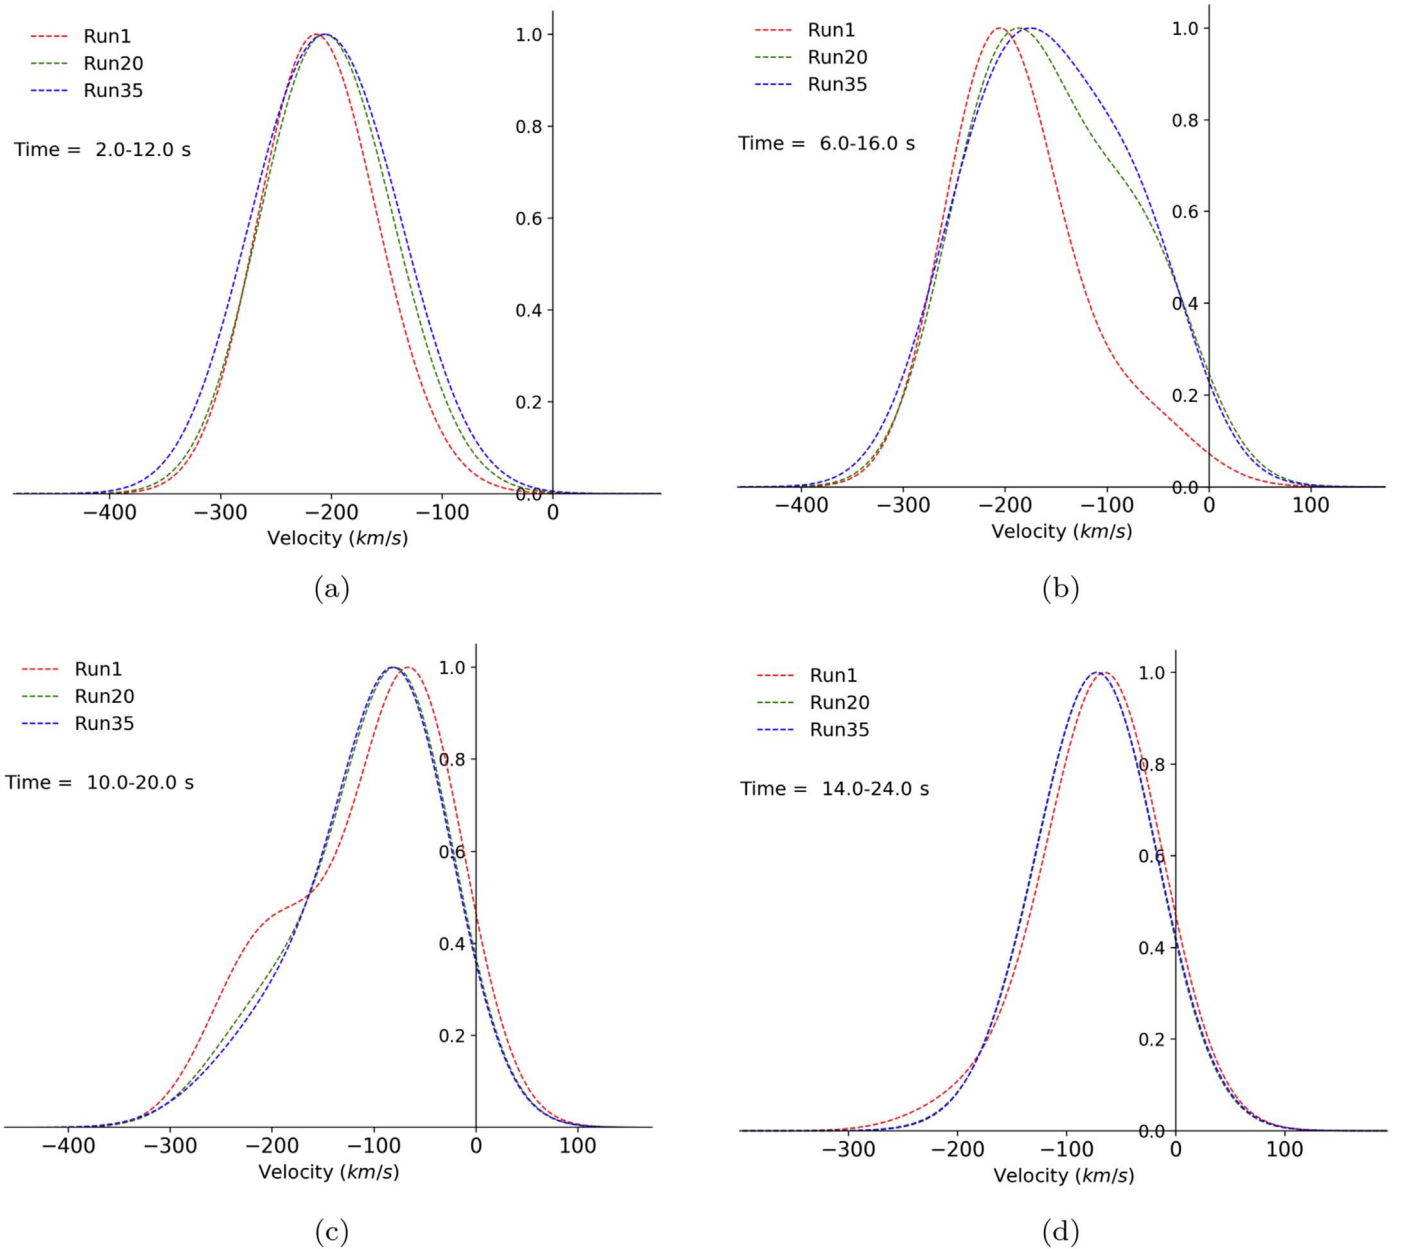 Run1
Run20
Run35
Time = 2.0-12.0 s
1.0
0.8
0.6
0.4
0.2
0.0
−400 −300 −200 −100 0
Velocity (km/s)
(a)
Run1
Run20
Run35
Time = 6.0-16.0 s
1.0
0.8
0.6
0.4
0.2
0.0
−400 −300 −200 −100 0 100
Velocity (km/s)
(b)
Run1
Run20
Run35
Time = 10.0-20.0 s
1.0
0.8
0.6
0.4
0.2
−400 −300 −200 −100 0 100
Velocity (km/s)
(c)
Run1
Run20
Run35
Time = 14.0-24.0 s
1.0
0.8
0.6
0.4
0.2
0.0
−300 −200 −100 0 100
Velocity (km/s)
(d)